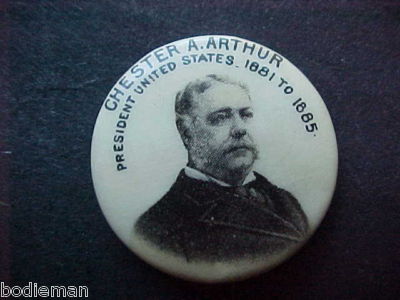 CHESTER A. ARTHUR
PRESIDENT UNITED STATES. 1881 TO 1885.
bodieman